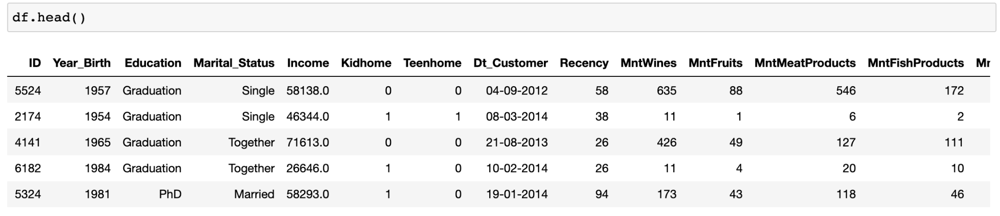 df.head()
ID Year_Birth Education Marital_Status Income Kidhome Teenhome Dt_Customer Recency MntWines MntFruits MntMeatProducts MntFishProducts
5524 1957 Graduation Single 58138.0 0 0 04-09-2012 58 635 88 546 172
2174 1954 Graduation Single 46344.0 1 1 08-03-2014 38 11 1 6 2
4141 1965 Graduation Together 71613.0 0 0 21-08-2013 26 426 49 127 111
6182 1984 Graduation Together 26646.0 1 0 10-02-2014 26 11 4 20 10
5324 1981 PhD Married 58293.0 1 0 19-01-2014 94 173 43 118 46